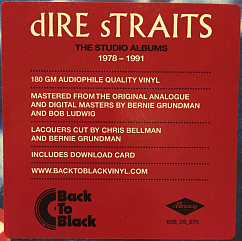 dIRE sTRAITS
THE STUDIO ALBUMS
1978 – 1991
180 GM AUDIOPHILE QUALITY VINYL
MASTERED FROM THE ORIGINAL ANALOGUE
AND DIGITAL MASTERS BY BERNIE GRUNDMAN
AND BOB LUDWIG
LACQUERS CUT BY CHRIS BELLMAN
AND BERNIE GRUNDMAN
INCLUDES DOWNLOAD CARD
WWW.BACKTOBLACKVINYL.COM
Back
To
Black
Mercury